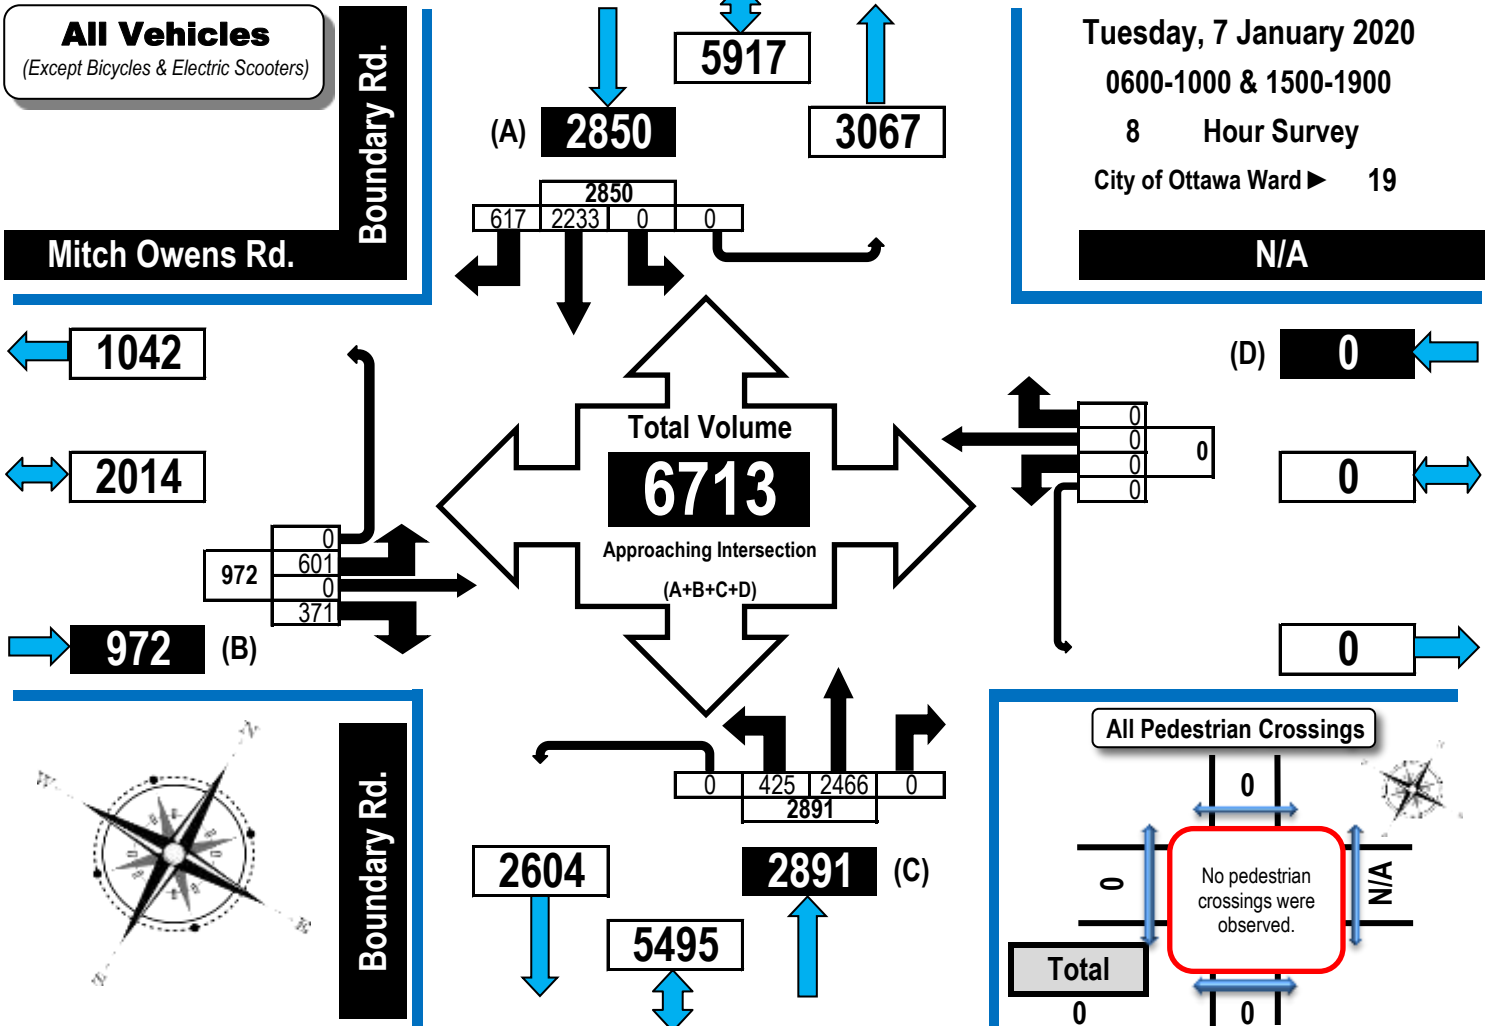 All Vehicles
(Except Bicycles & Electric Scooters)
Boundary Rd.
Mitch Owens Rd.
5917
(A) 2850
3067
2850
617 2233 0 0
Tuesday, 7 January 2020
0600-1000 & 1500-1900
8 Hour Survey
City of Ottawa Ward ► 19
N/A
1042
2014
0
601
0
371
972
972 (B)
Total Volume
6713
Approaching Intersection
(A+B+C+D)
(D) 0
0
0
0
0
0
0
0
N
W
E
S
Boundary Rd.
0 425 2466 0
2891
2604
2891 (C)
5495
All Pedestrian Crossings
0
0
N/A
No pedestrian
crossings were
observed.
Total
0
0